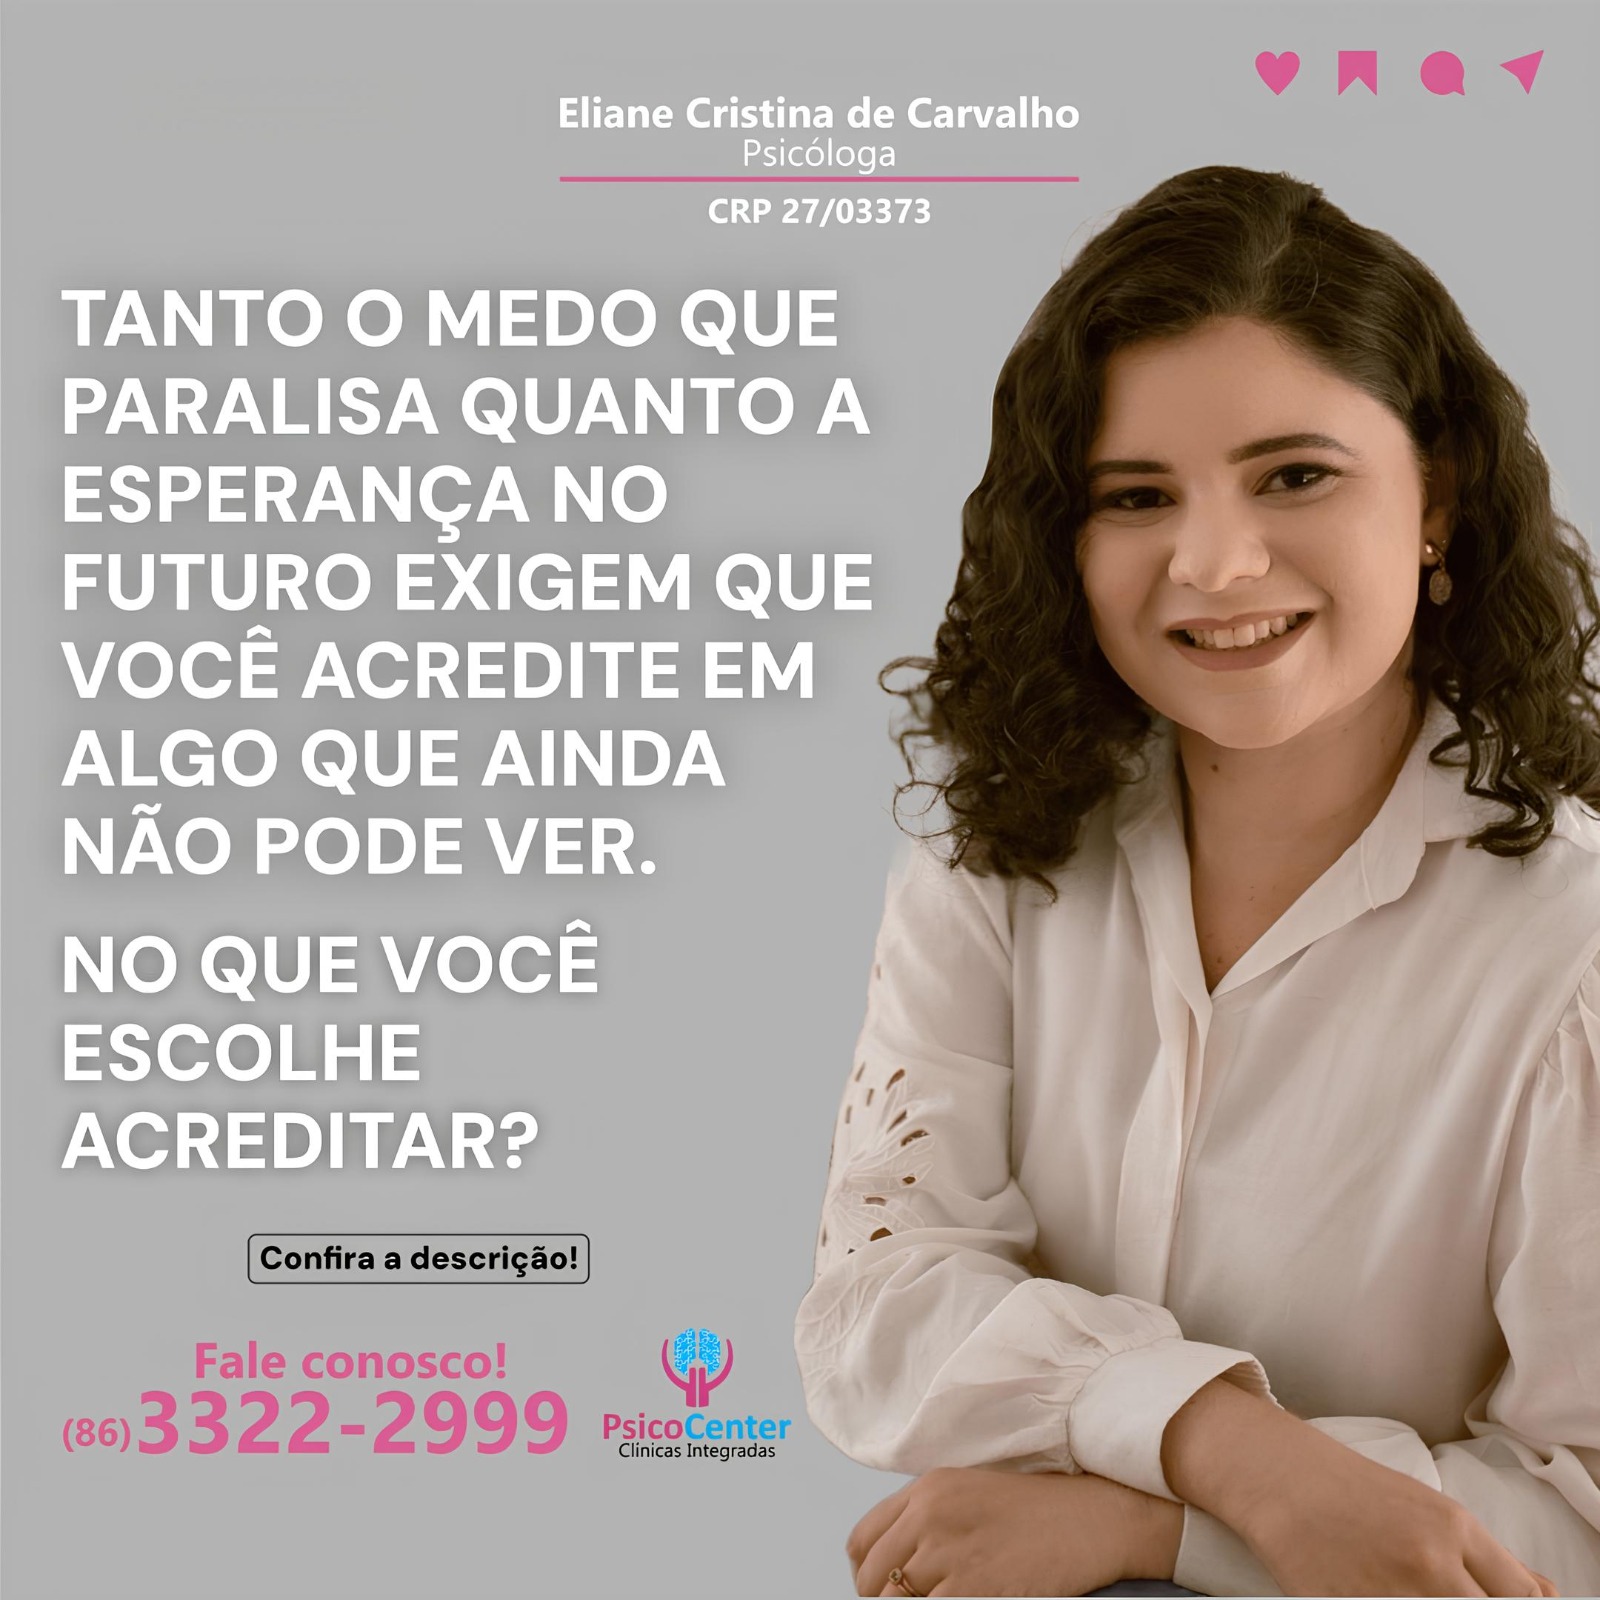 Eliane Cristina de Carvalho
Psicóloga
CRP 27/03373
TANTO O MEDO QUE
PARALISA QUANTO A
ESPERANÇA NO
FUTURO EXIGEM QUE
VOCÊ ACREDITE EM
ALGO QUE AINDA
NÃO PODE VER.
NO QUE VOCÊ
ESCOLHE
ACREDITAR?
Confira a descrição!
Fale conosco!
(86) 3322-2999
PsicoCenter
Clínicas Integradas